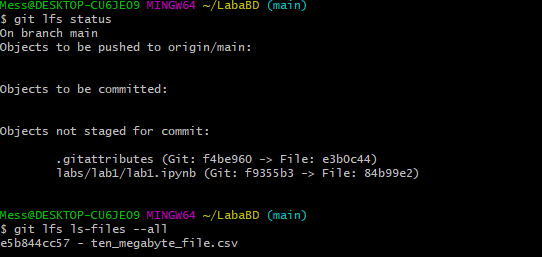 Mess@DESKTOP-CU6JEO9 MINGW64 ~/LabaBD (main)
$ git lfs status
On branch main
Objects to be pushed to origin/main:
Objects to be committed:
Objects not staged for commit:
.gitattributes (Git: f4be960 -> File: e3b0c44)
labs/lab1/lab1.ipynb (Git: f9355b3 -> File: 84b99e2)
Mess@DESKTOP-CU6JEO9 MINGW64 ~/LabaBD (main)
$ git lfs ls-files --all
e5b844cc57 - ten_megabyte_file.csv